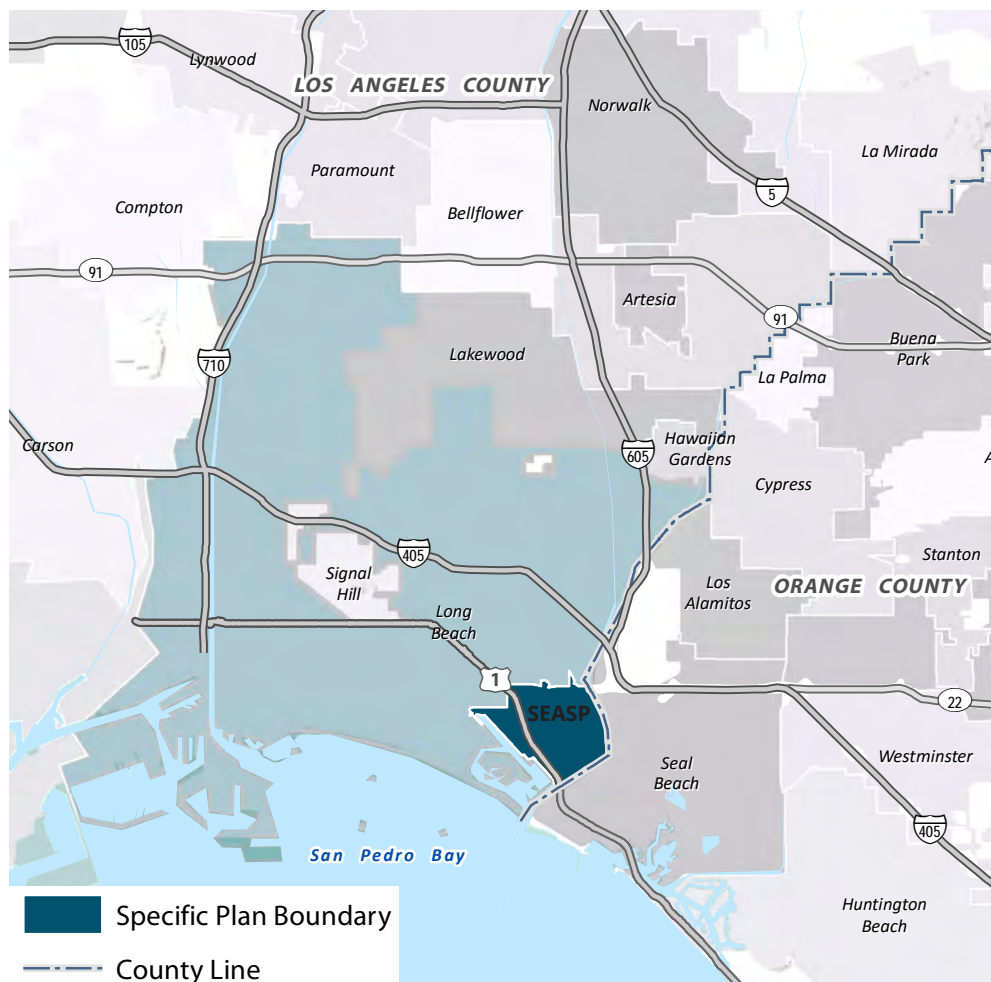 105
Lynwood
LOS ANGELES COUNTY
Norwalk
La Mirada
Paramount
5
Compton
Bellflower
91
Artesia
91
Buena
Park
710
Lakewood
La Palma
Carson
605
Hawaiian
Gardens
Cypress
405
Stanton
Signal
Hill
Los
Alamitos
ORANGE COUNTY
Long
Beach
1
22
SEASP
Seal
Beach
Westminster
405
San Pedro Bay
Huntington
Beach
Specific Plan Boundary
County Line